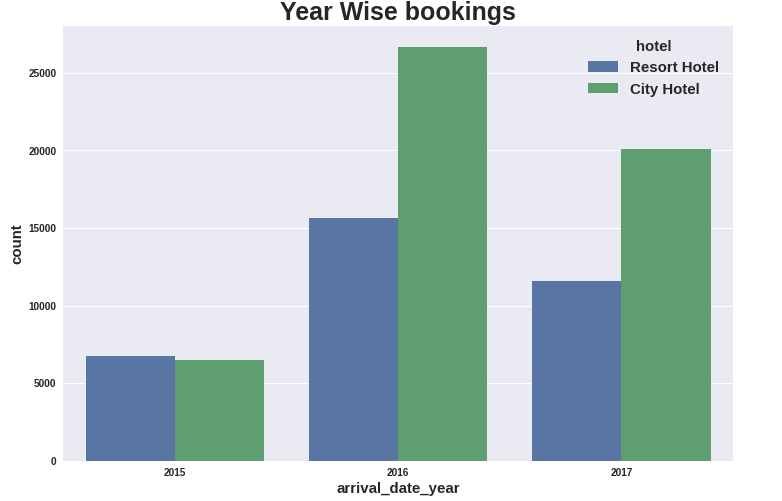 Year Wise bookings
hotel
Resort Hotel
City Hotel
count
25000
20000
15000
10000
5000
0
2015
2016
2017
arrival_date_year